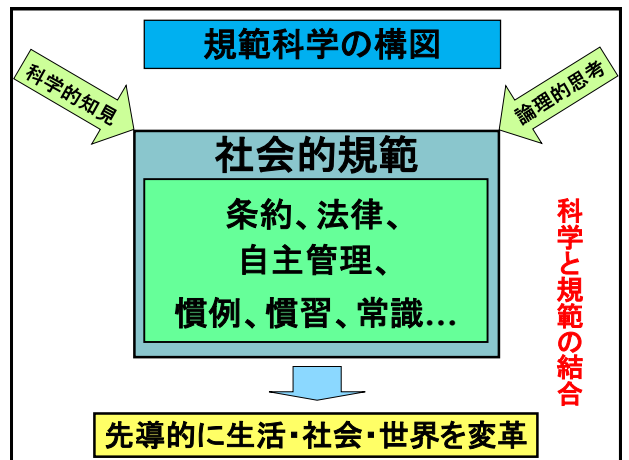 規範科学の構図
科学的知見
論理的思考
社会的規範
条約、法律、
自主管理、
慣例、慣習、常識…
科学と規範の結合
先導的に生活・社会・世界を変革